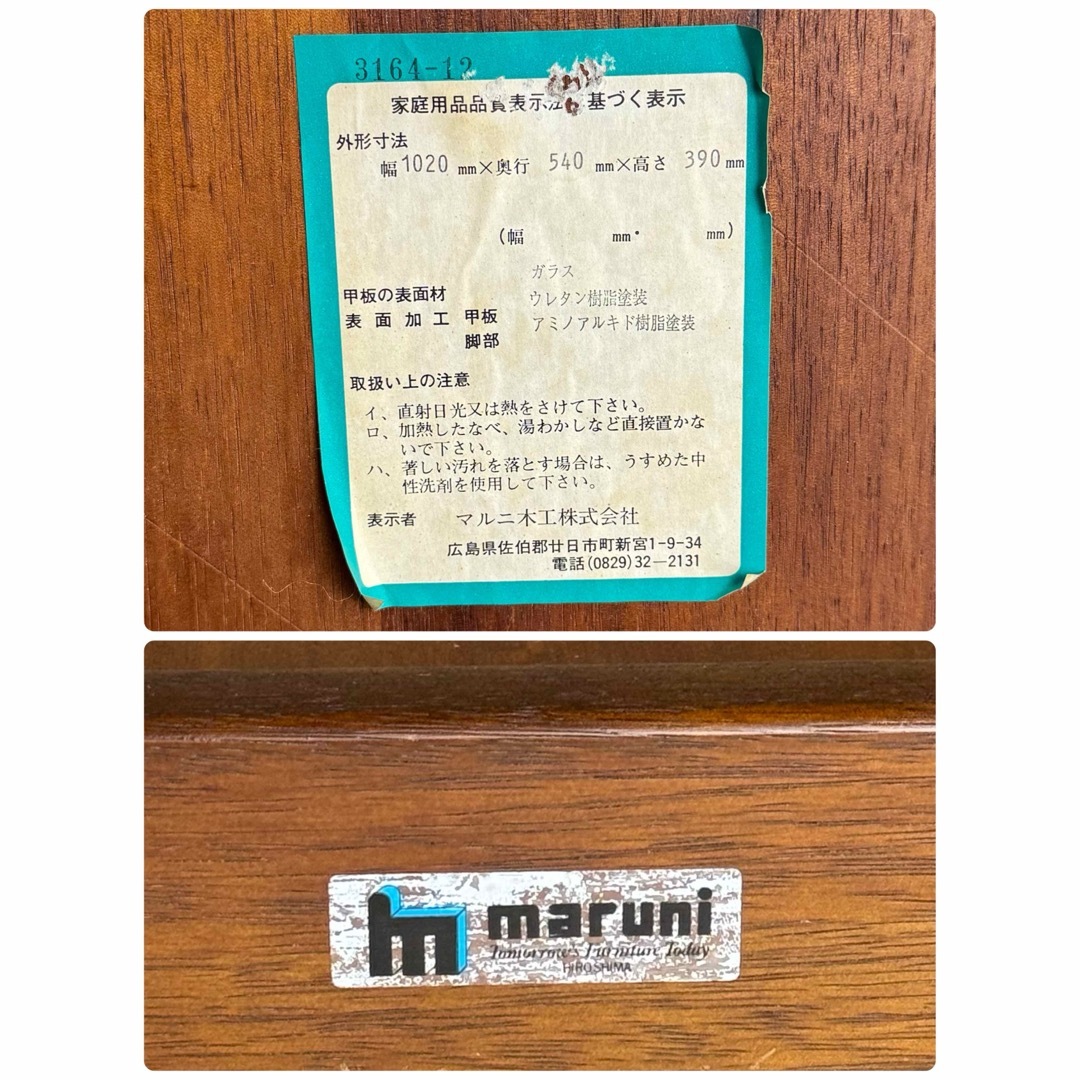 3164-12
家庭用品品質表示法 基づく表示
外形寸法
幅1020 mm×奥行 540 mm×高さ 390mm
(幅 mm・ mm)
ガラス
甲板の表面材 ウレタン樹脂塗装
表面加工 甲板 アミノアルキド樹脂塗装
脚部
取扱い上の注意
イ、直射日光又は熱をさけて下さい。
ロ、加熱したなべ、湯わかしなど直接置かな
いで下さい。
ハ、著しい汚れを落とす場合は、うすめた中
性洗剤を使用して下さい。
表示者 マルニ木工株式会社
広島県佐伯郡廿日市町新宮1-9-34
電話(0829)32―2131
m maruni
Tomorrow's Furniture Today
HIROSHIMA